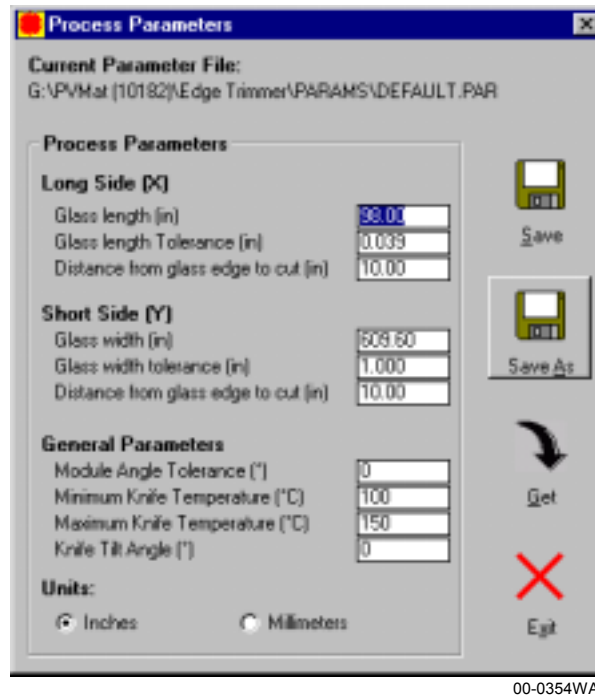 Process Parameters
Current Parameter File:
G:\PVMat (10182)\Edge Trimmer\PARAMS\DEFAULT.PAR
Process Parameters
Long Side (X)
Glass length (in) 98.00
Glass length Tolerance (in) 0.039
Distance from glass edge to cut (in) 10.00
Short Side (Y)
Glass width (in) 609.60
Glass width tolerance (in) 1.000
Distance from glass edge to cut (in) 10.00
General Parameters
Module Angle Tolerance (°) 0
Minimum Knife Temperature (°C) 100
Maximum Knife Temperature (°C) 150
Knife Tilt Angle (°) 0
Units:
Inches Millimeters
Save
Save As
Get
Exit
00-0354WA